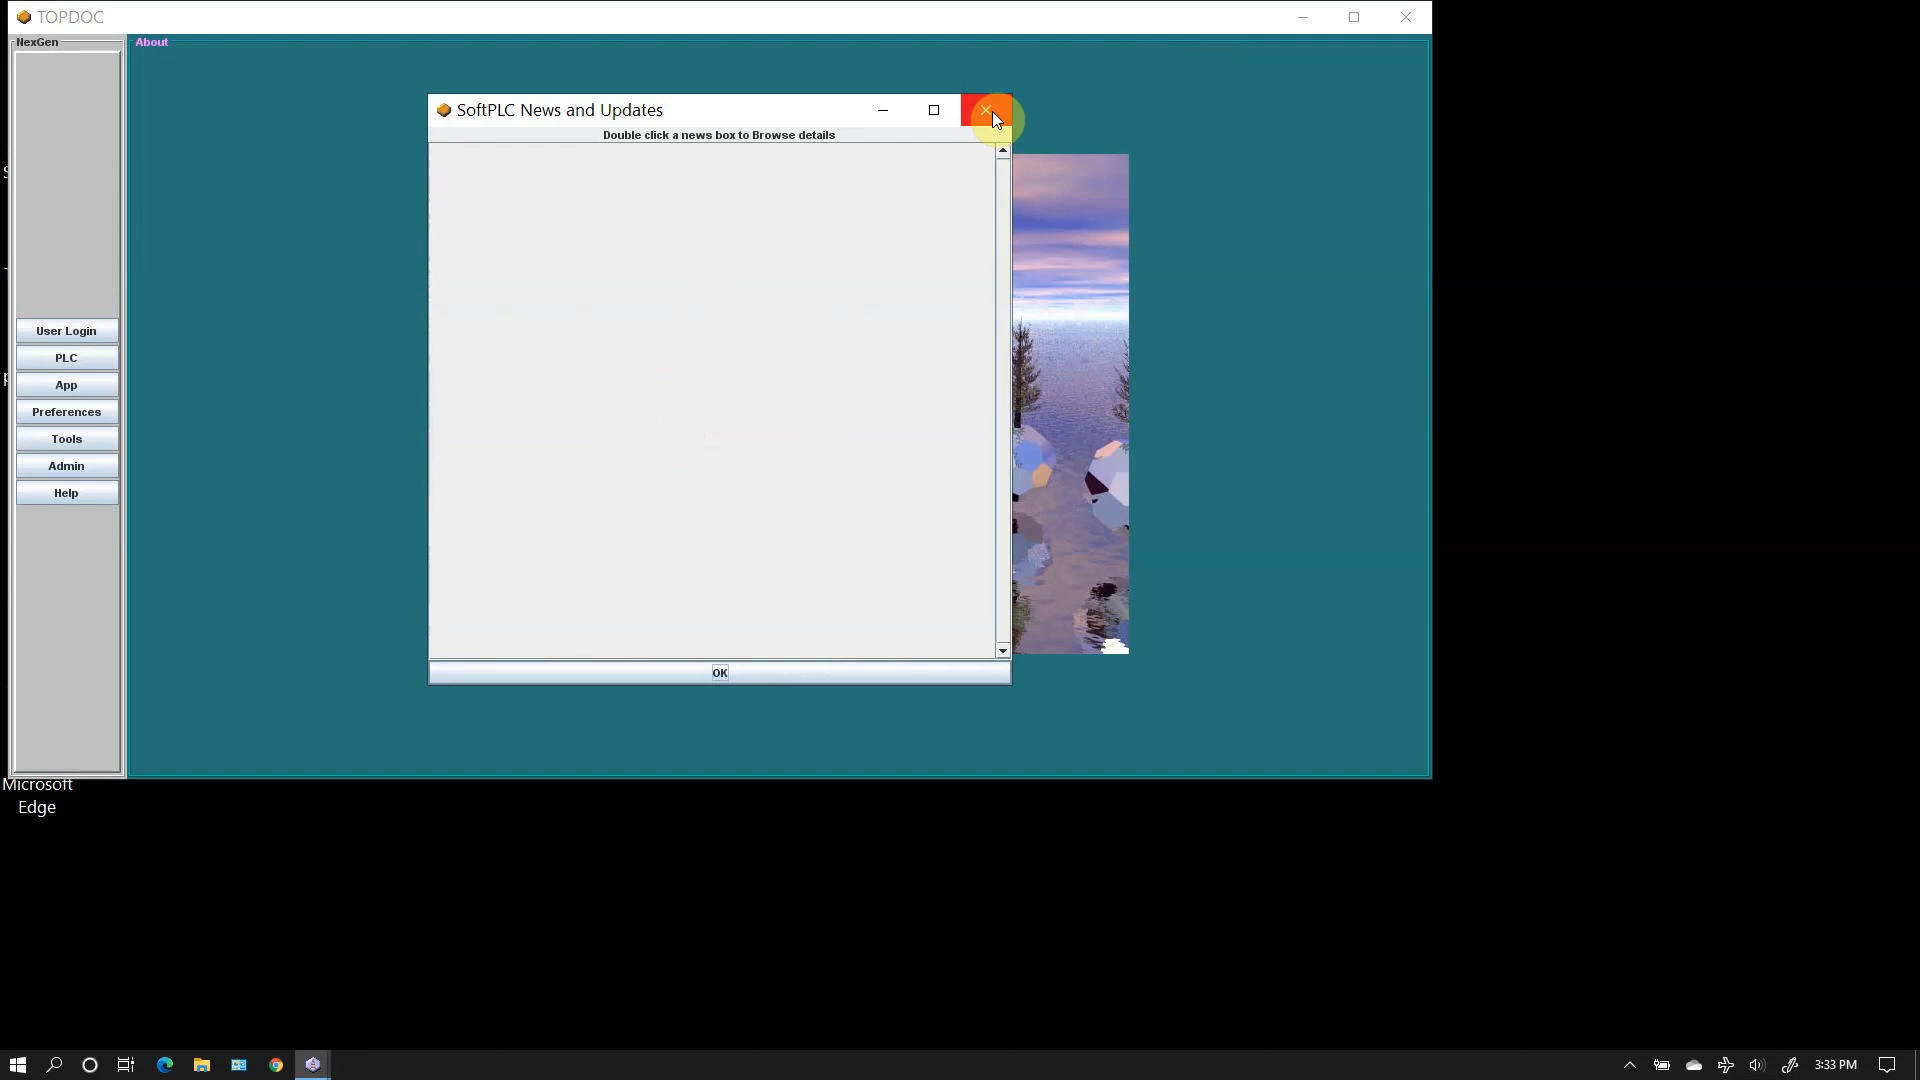 TOPDOC
NexGen
About
SoftPLC News and Updates
Double click a news box to Browse details
User Login
PLC
App
Preferences
Tools
Admin
Help
OK
Microsoft
Edge
3:33 PM